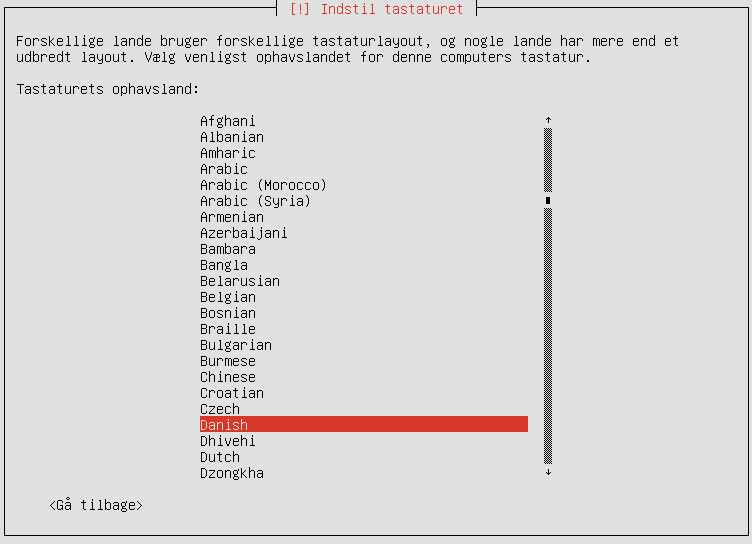 [!] Indstil tastaturet
Forskellige lande bruger forskellige tastaturlayout, og nogle lande har mere end et
udbredt layout. Vælg venligst ophavslandet for denne computers tastatur.
Tastaturets ophavsland:
Afghani
Albanian
Amharic
Arabic
Arabic (Morocco)
Arabic (Syria)
Armenian
Azerbaijani
Bambara
Bangla
Belarusian
Belgian
Bosnian
Braille
Bulgarian
Burmese
Chinese
Croatian
Czech
Danish
Dhivehi
Dutch
Dzongkha
<Gå tilbage>